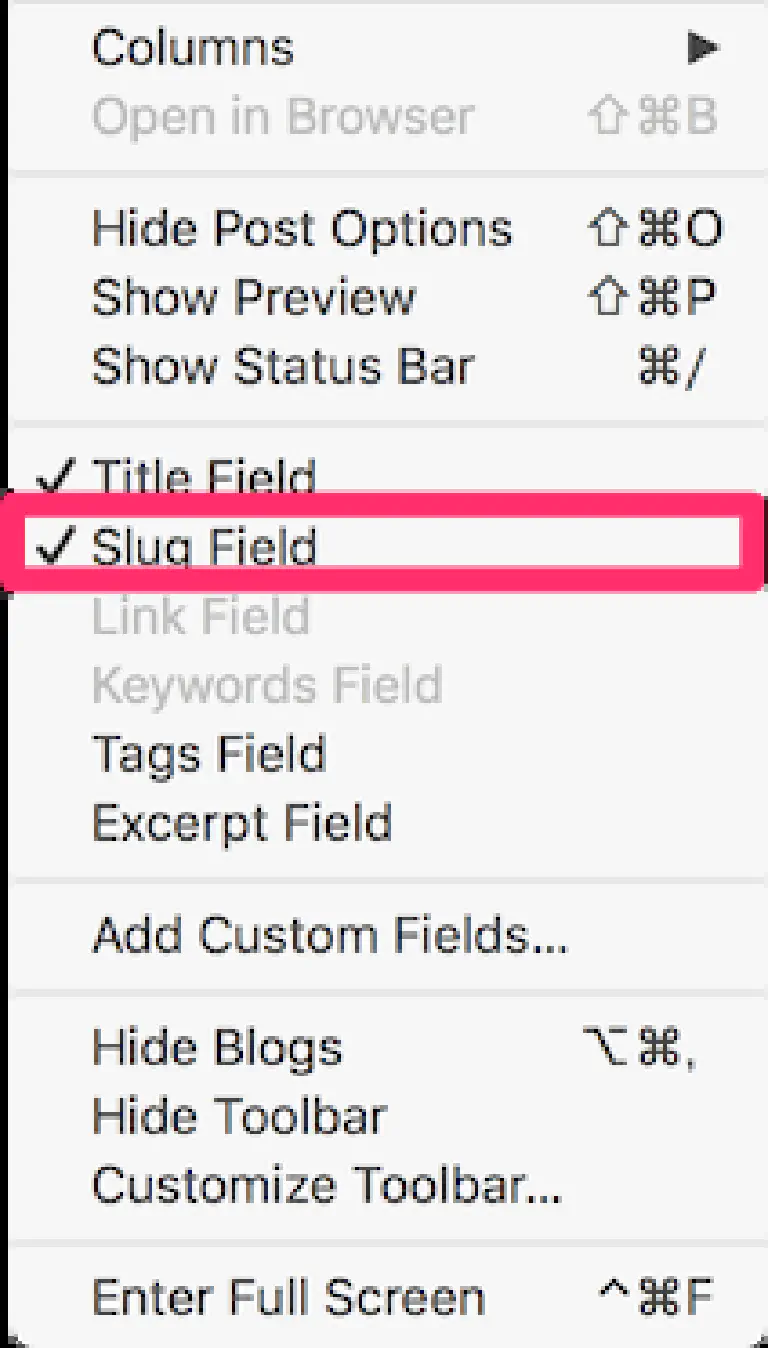 Columns ▶
Open in Browser ⇧⌘B
Hide Post Options ⇧⌘O
Show Preview ⇧⌘P
Show Status Bar ⌘/
✓ Title Field
✓ Slug Field
Link Field
Keywords Field
Tags Field
Excerpt Field
Add Custom Fields...
Hide Blogs ⌥⌘,
Hide Toolbar
Customize Toolbar...
Enter Full Screen ^⌘F